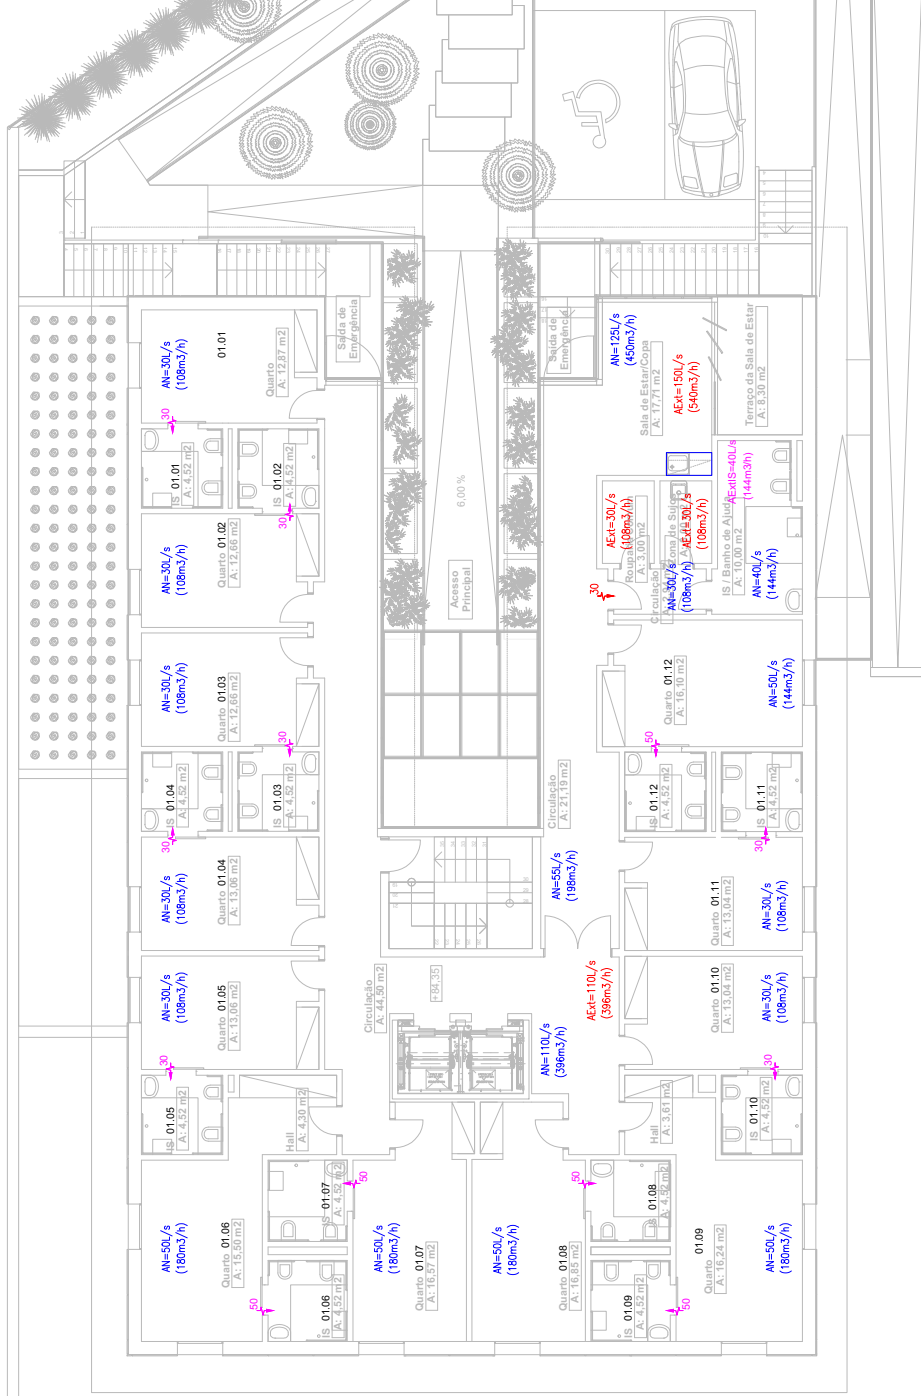 Saída de
Emergência
Saída de
Emergência
6,00 %
Acesso
Principal
01.01
Quarto
A: 12,87 m2
AN=30L/s
(108m3/h)
30
IS 01.01
A: 4,52 m2
IS 01.02
A: 4,52 m2
30
Quarto 01.02
A: 12,66 m2
AN=30L/s
(108m3/h)
Quarto 01.03
A: 12,66 m2
AN=30L/s
(108m3/h)
30
IS 01.04
A: 4,52 m2
IS 01.03
A: 4,52 m2
30
Quarto 01.04
A: 13,06 m2
AN=30L/s
(108m3/h)
Quarto 01.05
A: 13,06 m2
AN=30L/s
(108m3/h)
30
IS 01.05
A: 4,52 m2
Hall
A: 4,30 m2
Quarto 01.06
A: 15,50 m2
AN=50L/s
(180m3/h)
IS 01.07
A: 4,52 m2
50
IS 01.06
A: 4,52 m2
50
Quarto 01.07
A: 16,57 m2
AN=50L/s
(180m3/h)
Quarto 01.08
A: 16,85 m2
AN=50L/s
(180m3/h)
50
IS 01.08
A: 4,52 m2
IS 01.09
A: 4,52 m2
50
01.09
Quarto
A: 16,24 m2
AN=50L/s
(180m3/h)
Hall
A: 3,61 m2
IS 01.10
A: 4,52 m2
30
Quarto 01.10
A: 13,04 m2
AN=30L/s
(108m3/h)
Quarto 01.11
A: 13,04 m2
AN=30L/s
(108m3/h)
30
IS 01.11
A: 4,52 m2
IS 01.12
A: 4,52 m2
50
Quarto 01.12
A: 16,10 m2
AN=50L/s
(144m3/h)
Circulação
A: 21,19 m2
AN=55L/s
(198m3/h)
Circulação
A: 44,50 m2
+84,35
AN=110L/s
(396m3/h)
AExt=110L/s
(396m3/h)
AN=125L/s
(450m3/h)
Sala de Estar/Copa
A: 17,71 m2
AExt=150L/s
(540m3/h)
Terraço da Sala de Estar
A: 8,30 m2
AExtIS=40L/s
(144m3/h)
IS / Banho de Ajuda
A: 10,00 m2
AN=40L/s
(144m3/h)
AExt=30L/s
(108m3/h)
A: 3,00 m2
AExt=30L/s
(108m3/h)
Zona de Sujos
Circulação
AN=30L/s
(108m3/h)
30